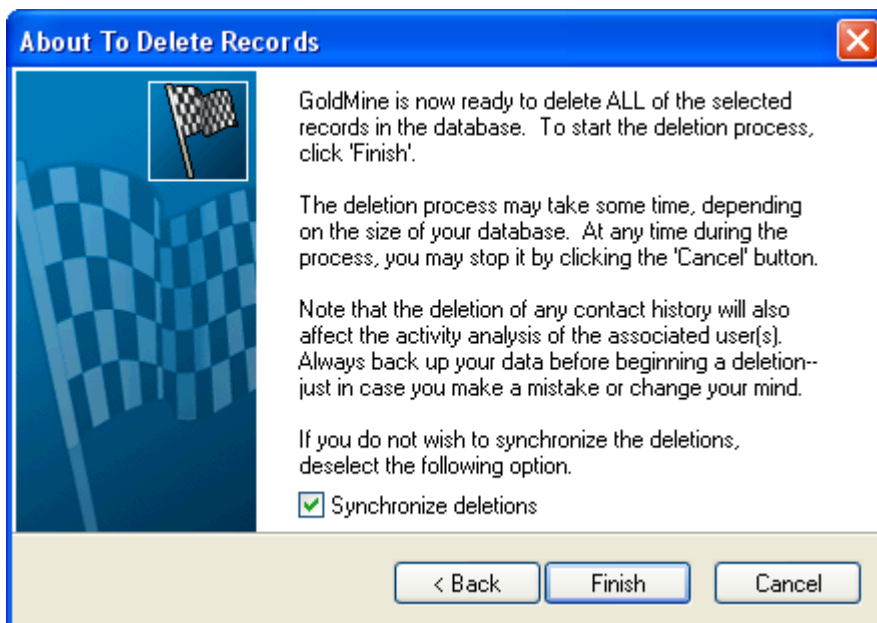 About To Delete Records
GoldMine is now ready to delete ALL of the selected
records in the database.  To start the deletion process,
click 'Finish'.
The deletion process may take some time, depending
on the size of your database.  At any time during the
process, you may stop it by clicking the 'Cancel' button.
Note that the deletion of any contact history will also
affect the activity analysis of the associated user(s).
Always back up your data before beginning a deletion--
just in case you make a mistake or change your mind.
If you do not wish to synchronize the deletions,
deselect the following option.
Synchronize deletions
< Back Finish Cancel